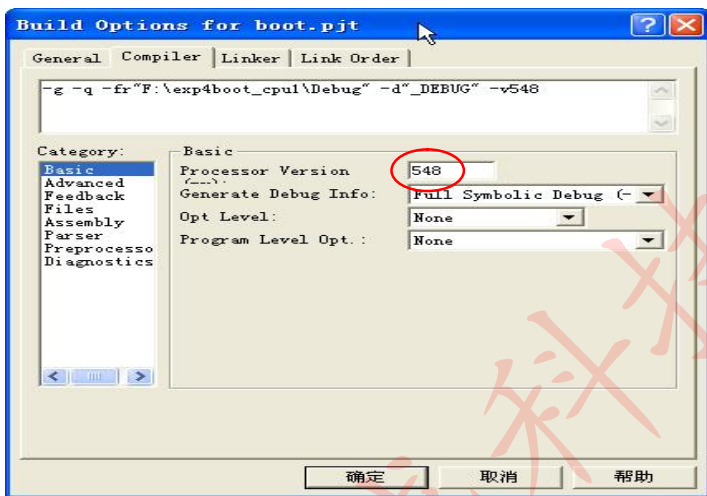 Build Options for boot.pjt
General Compiler Linker Link Order
-g -q -fr"F:\exp4boot_cpu1\Debug" -d"_DEBUG" -v548
Category:
Basic
Advanced
Feedback
Files
Assembly
Parser
Preprocesso
Diagnostics
Basic
Processor Version 548
Generate Debug Info: Full Symbolic Debug (-
Opt Level: None
Program Level Opt.: None
确定 取消 帮助
科技